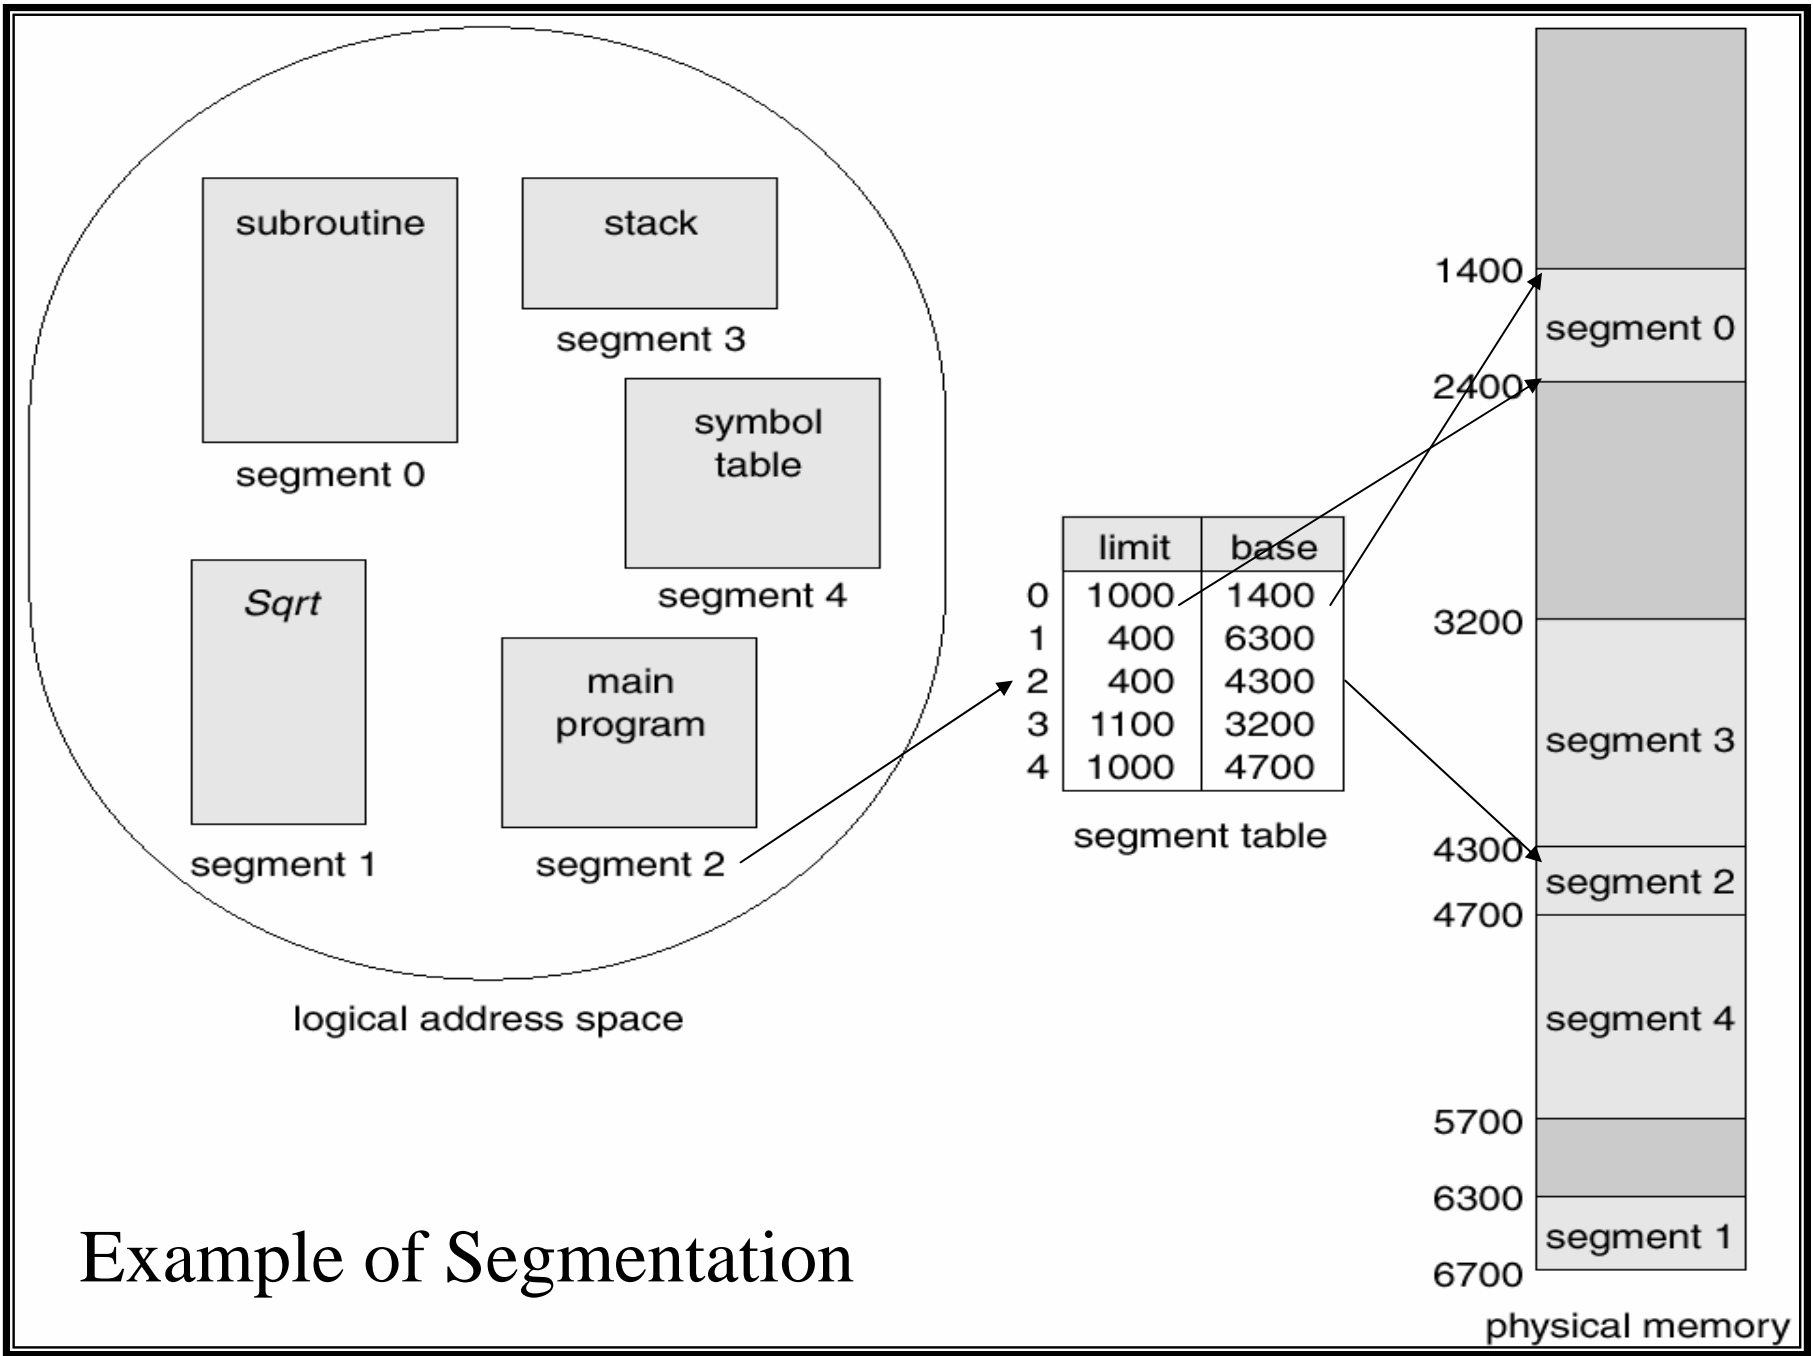 subroutine
segment 0
stack
segment 3
symbol
table
segment 4
Sqrt
segment 1
main
program
segment 2
logical address space
limit base
0 1000 1400
1 400 6300
2 400 4300
3 1100 3200
4 1000 4700
segment table
1400
segment 0
2400
3200
segment 3
4300
segment 2
4700
segment 4
5700
6300
segment 1
6700
physical memory
Example of Segmentation